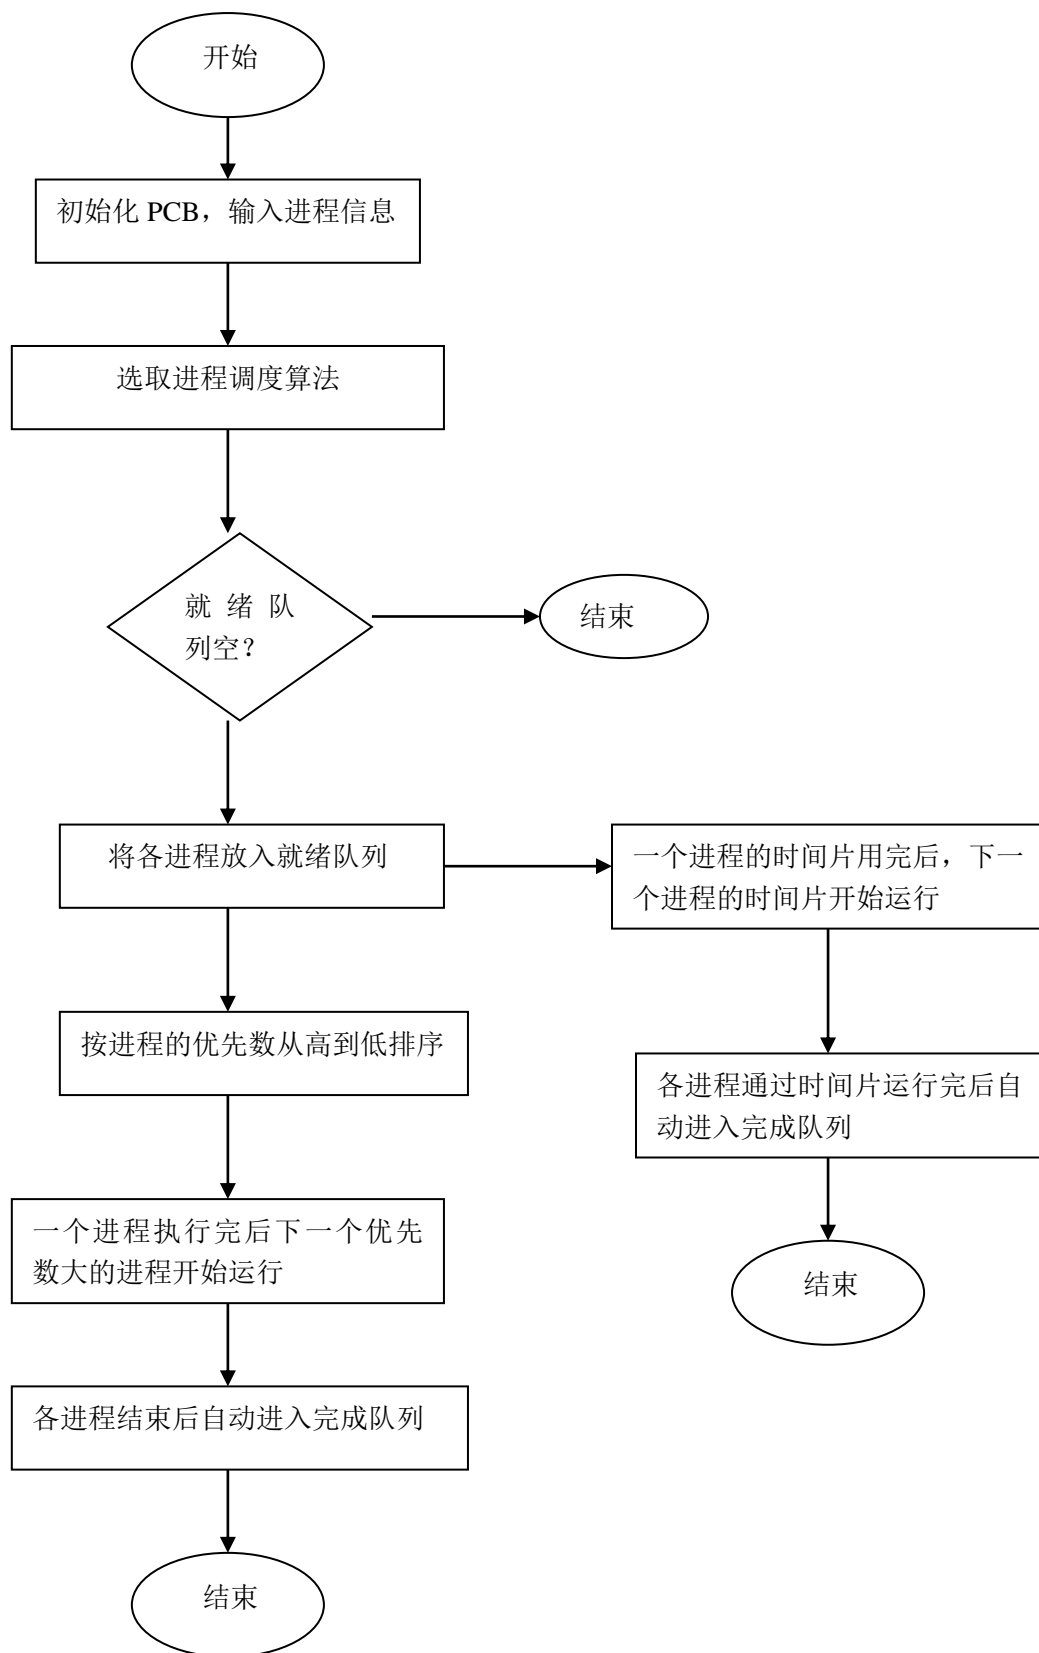 开始
初始化 PCB，输入进程信息
选取进程调度算法
就 绪 队
列空？
结束
将各进程放入就绪队列
一个进程的时间片用完后，下一
个进程的时间片开始运行
按进程的优先数从高到低排序
各进程通过时间片运行完后自
动进入完成队列
一个进程执行完后下一个优先
数大的进程开始运行
结束
各进程结束后自动进入完成队列
结束